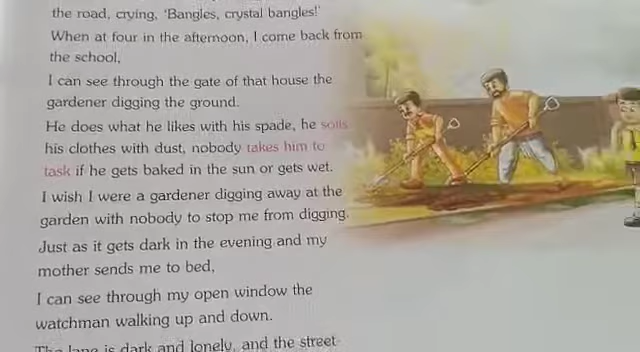 the road, crying, 'Bangles, crystal bangles!'
When at four in the afternoon, I come back from
the school,
I can see through the gate of that house the
gardener digging the ground.
He does what he likes with his spade, he soils
his clothes with dust, nobody takes him to
task if he gets baked in the sun or gets wet.
I wish I were a gardener digging away at the
garden with nobody to stop me from digging.
Just as it gets dark in the evening and my
mother sends me to bed,
I can see through my open window the
watchman walking up and down.
The lane is dark and lonely, and the street-